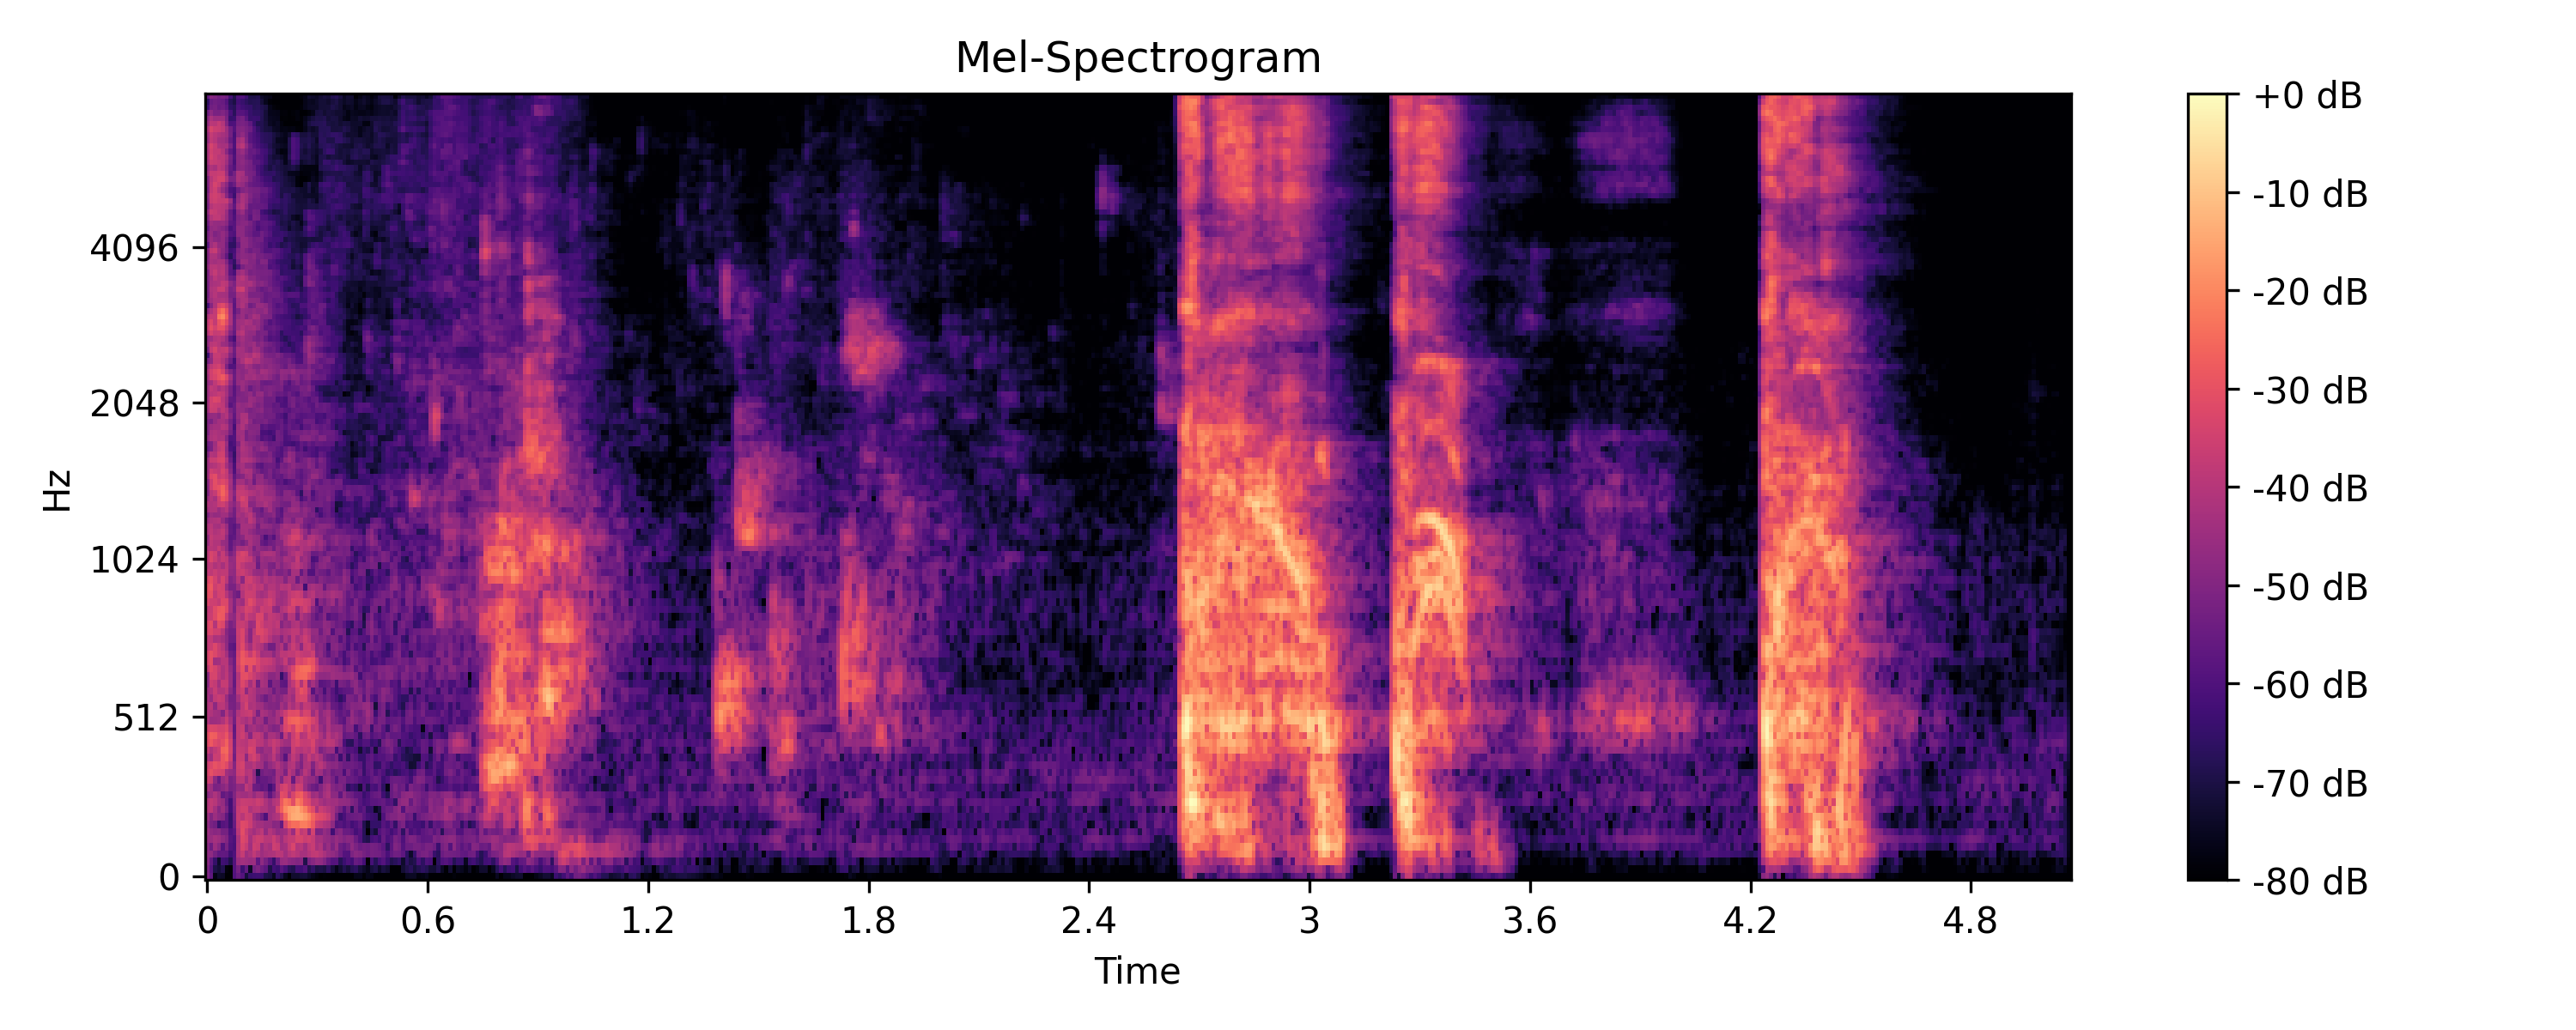 Mel-Spectrogram
+0 dB
-10 dB
-20 dB
-30 dB
-40 dB
-50 dB
-60 dB
-70 dB
-80 dB
Hz
4096
2048
1024
512
0
0 0.6 1.2 1.8 2.4 3 3.6 4.2 4.8
Time